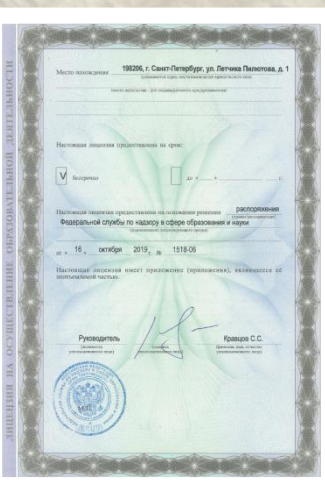 ЛИЦЕНЗИЯ НА ОСУЩЕСТВЛЕНИЕ ОБРАЗОВАТЕЛЬНОЙ ДЕЯТЕЛЬНОСТИ
Место нахождения 198206, г. Санкт-Петербург, ул. Летчика Пилютова, д. 1
Настоящая лицензия предоставлена на срок:
V бессрочно до « » г.
Настоящая лицензия предоставлена на основании решения распоряжения
Федеральной службы по надзору в сфере образования и науки
от « 16 » октября 2019 г. № 1518-06
Настоящая лицензия имеет приложение (приложения), являющееся её
неотъемлемой частью.
Руководитель Кравцов С.С.